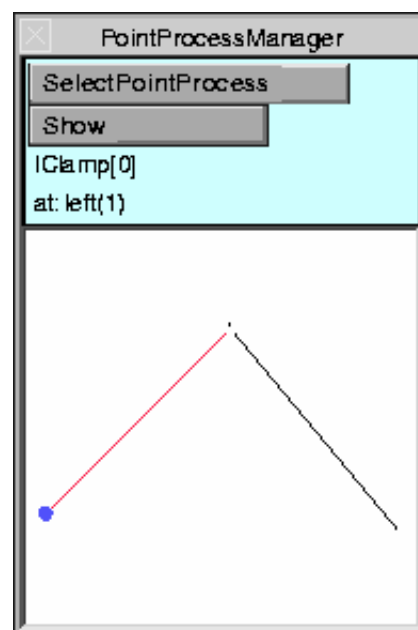 PointProcessManager
SelectPointProcess
Show
IClamp[0]
at: left(1)